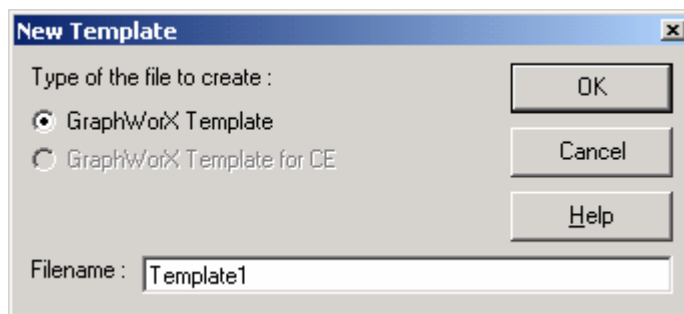 New Template
Type of the file to create :
GraphWorX Template
GraphWorX Template for CE
OK
Cancel
Help
Filename :
Template1